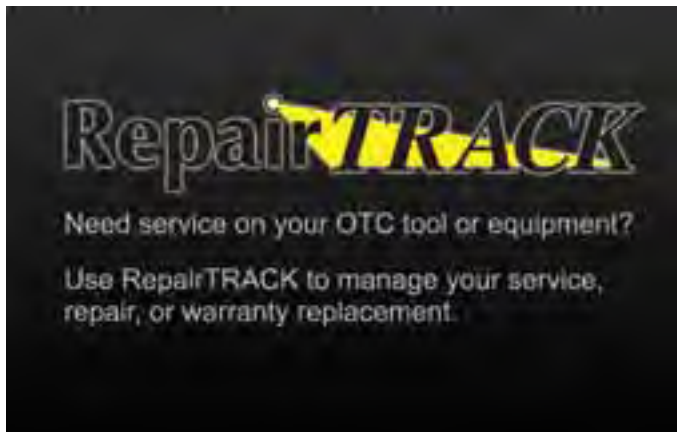 RepairTRACK
Need service on your OTC tool or equipment?
Use RepairTRACK to manage your service,
repair, or warranty replacement.